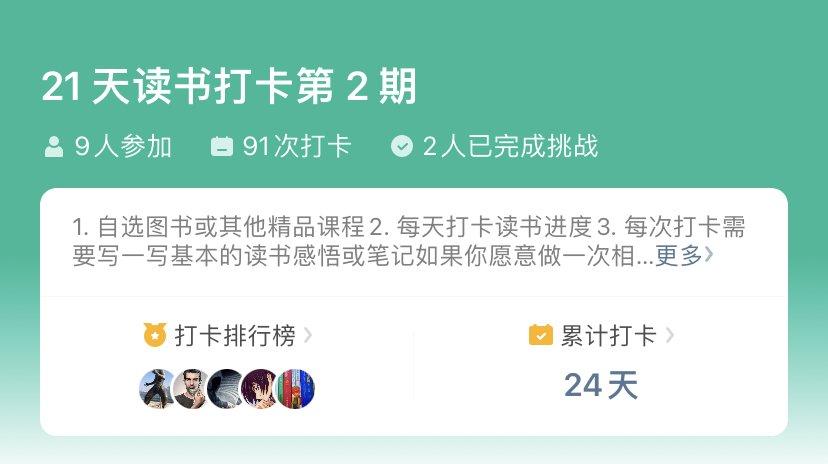 21 天读书打卡第 2 期
9人参加 91次打卡 2人已完成挑战
1. 自选图书或其他精品课程2. 每天打卡读书进度3. 每次打卡需
要写一写基本的读书感悟或笔记如果你愿意做一次相...更多
打卡排行榜 累计打卡
24天